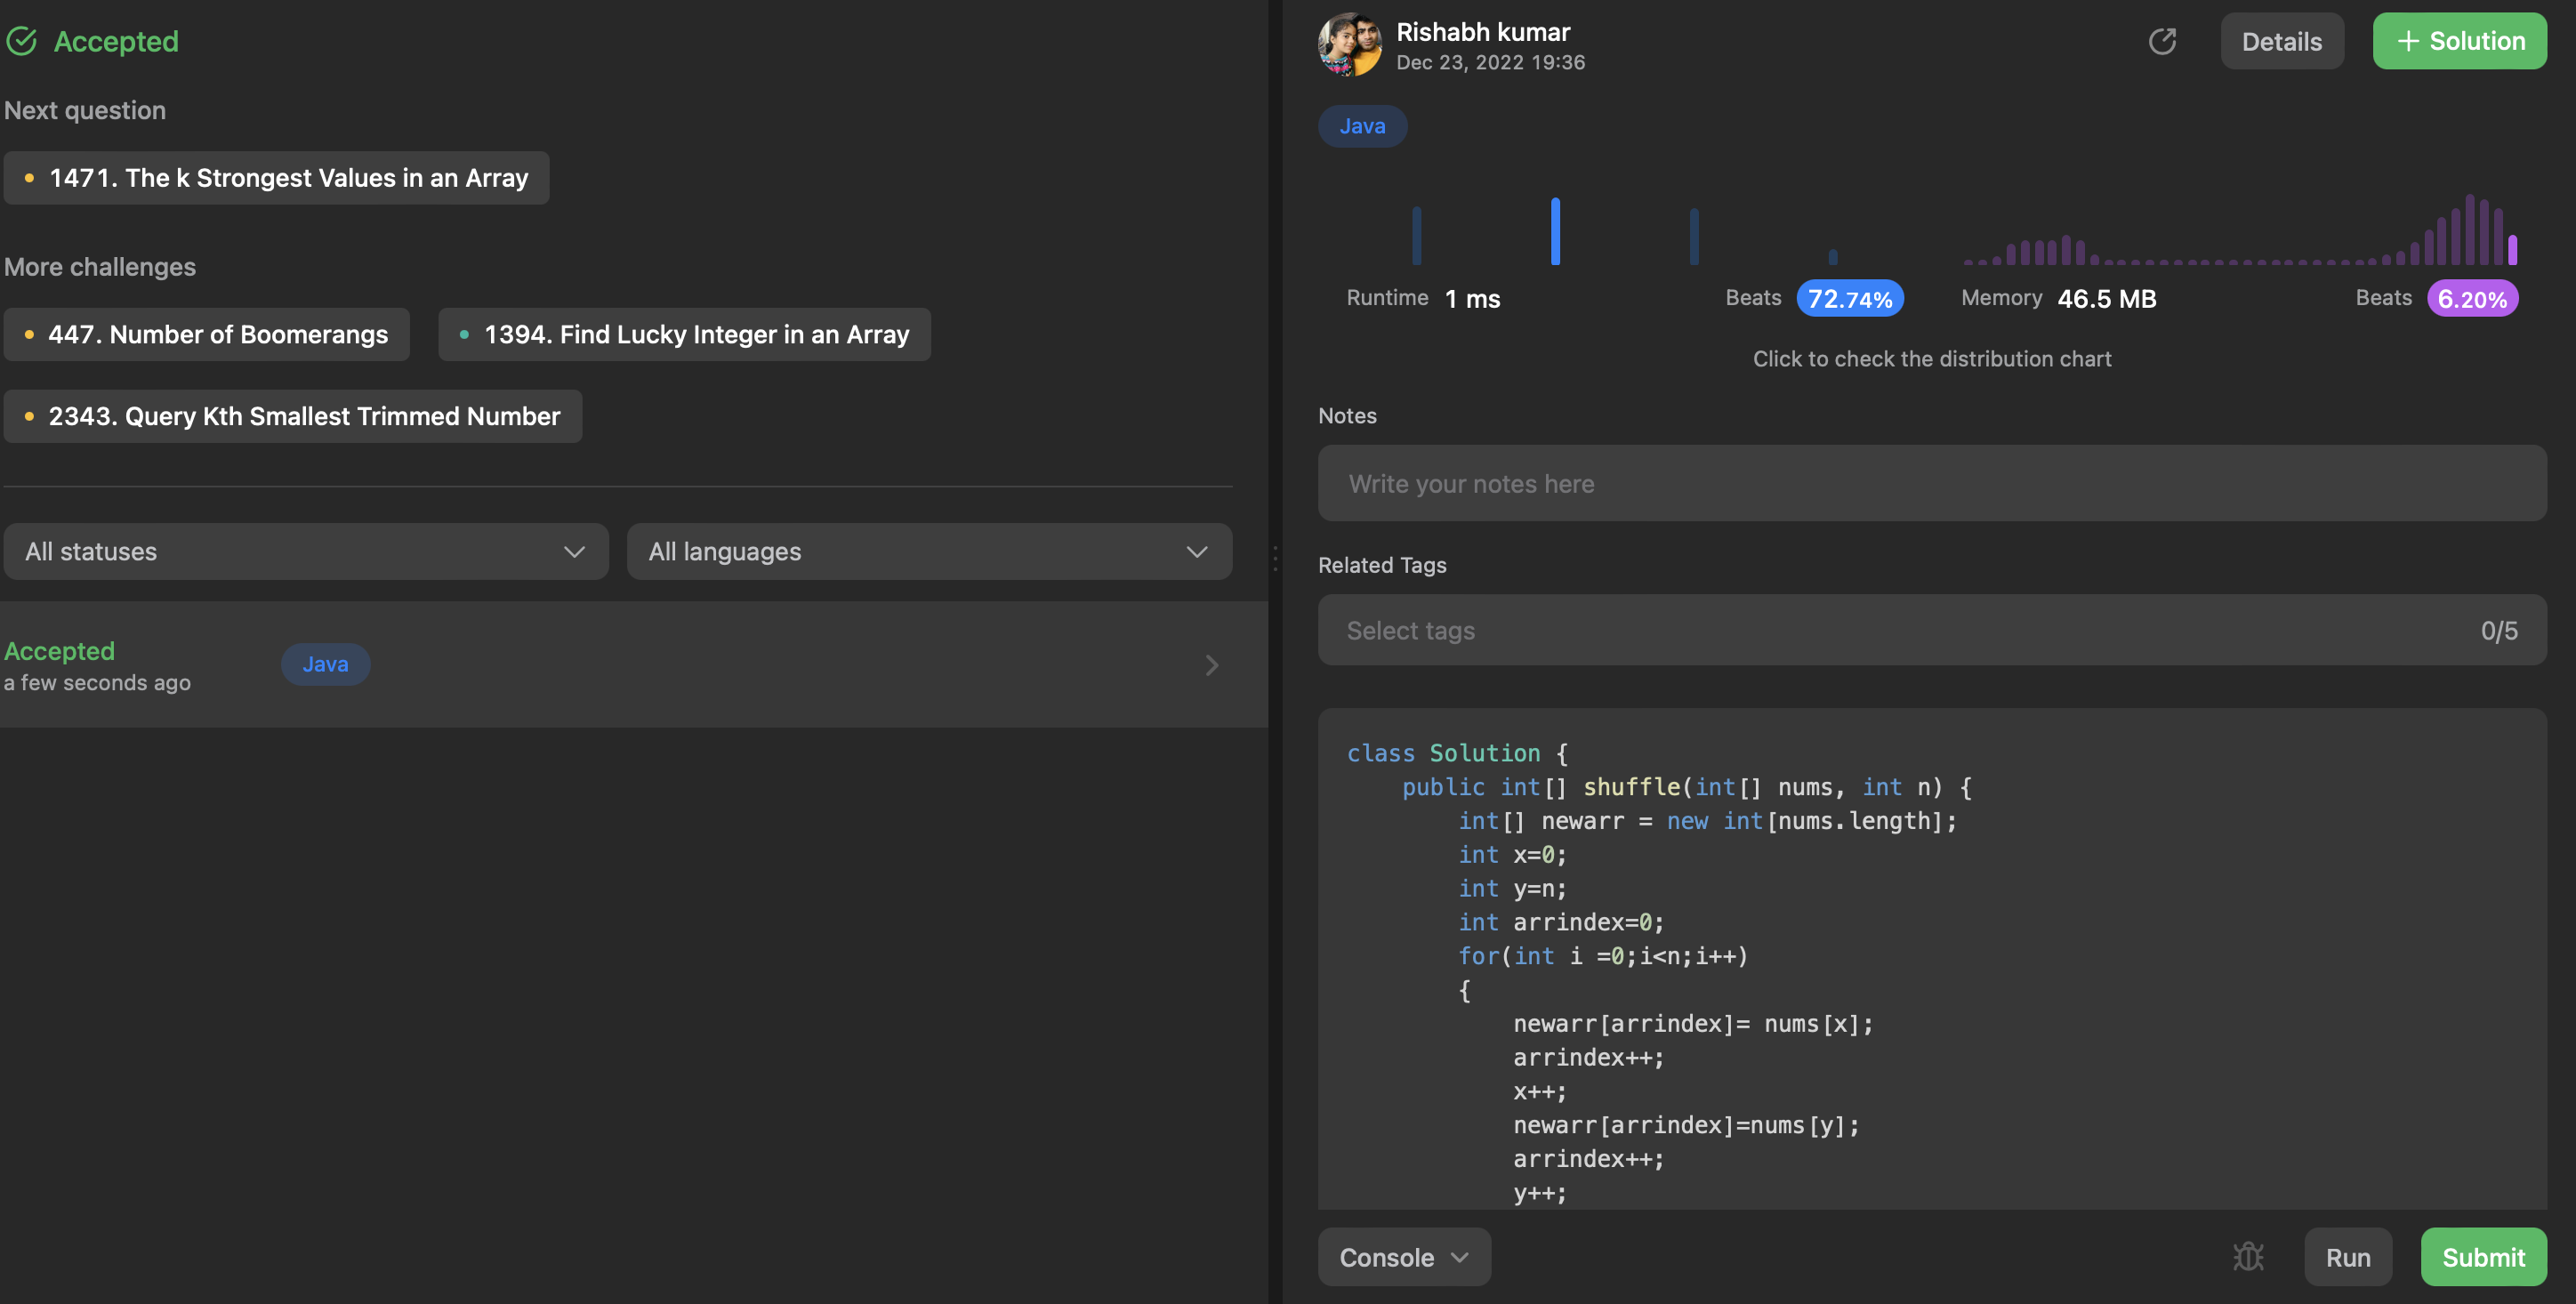 Accepted
Next question
1471. The k Strongest Values in an Array
More challenges
447. Number of Boomerangs
1394. Find Lucky Integer in an Array
2343. Query Kth Smallest Trimmed Number
All statuses
All languages
Accepted
a few seconds ago
Java
Rishabh kumar
Dec 23, 2022 19:36
Details
+ Solution
Java
Runtime 1 ms
Beats 72.74%
Memory 46.5 MB
Beats 6.20%
Click to check the distribution chart
Notes
Write your notes here
Related Tags
Select tags
0/5
class Solution {
    public int[] shuffle(int[] nums, int n) {
        int[] newarr = new int[nums.length];
        int x=0;
        int y=n;
        int arrindex=0;
        for(int i =0;i<n;i++)
        {
            newarr[arrindex]= nums[x];
            arrindex++;
            x++;
            newarr[arrindex]=nums[y];
            arrindex++;
            y++;
Console
Run
Submit